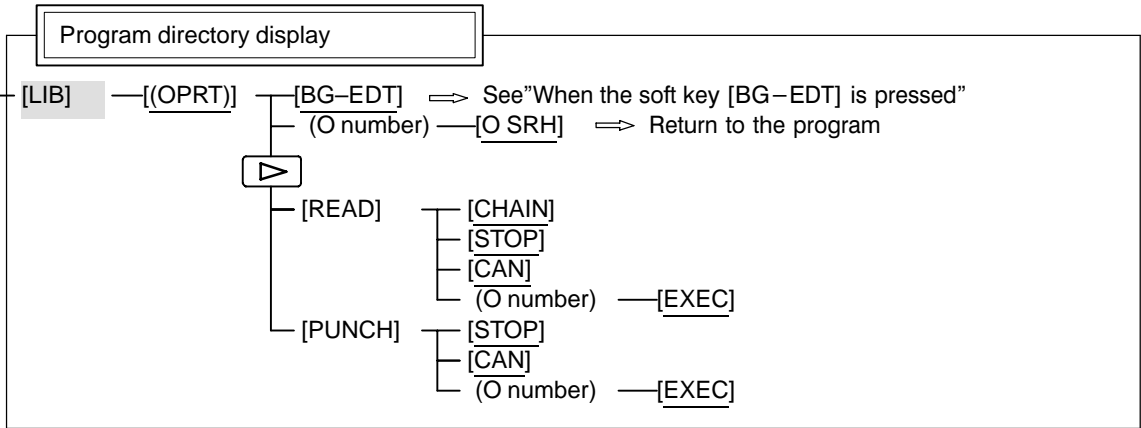 Program directory display
[LIB] [(OPRT)] [BG–EDT] ⇒ See”When the soft key [BG–EDT] is pressed”
(O number) [O SRH] ⇒ Return to the program
[READ] [CHAIN]
[STOP]
[CAN]
(O number) [EXEC]
[PUNCH] [STOP]
[CAN]
(O number) [EXEC]